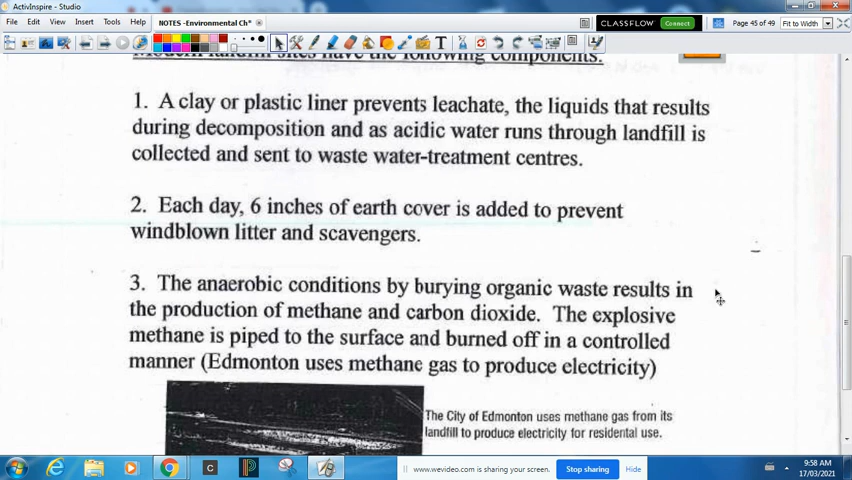 ActivInspire - Studio
File Edit View Insert Tools Help
NOTES -Environmental Ch*
CLASSFLOW Connect
Page 45 of 49
Fit to Width
Modern landfill sites have the following components:
1. A clay or plastic liner prevents leachate, the liquids that results
during decomposition and as acidic water runs through landfill is
collected and sent to waste water-treatment centres.
2. Each day, 6 inches of earth cover is added to prevent
windblown litter and scavengers.
3. The anaerobic conditions by burying organic waste results in
the production of methane and carbon dioxide. The explosive
methane is piped to the surface and burned off in a controlled
manner (Edmonton uses methane gas to produce electricity)
The City of Edmonton uses methane gas from its
landfill to produce electricity for residental use.
www.wevideo.com is sharing your screen. Stop sharing Hide
9:58 AM
17/03/2021